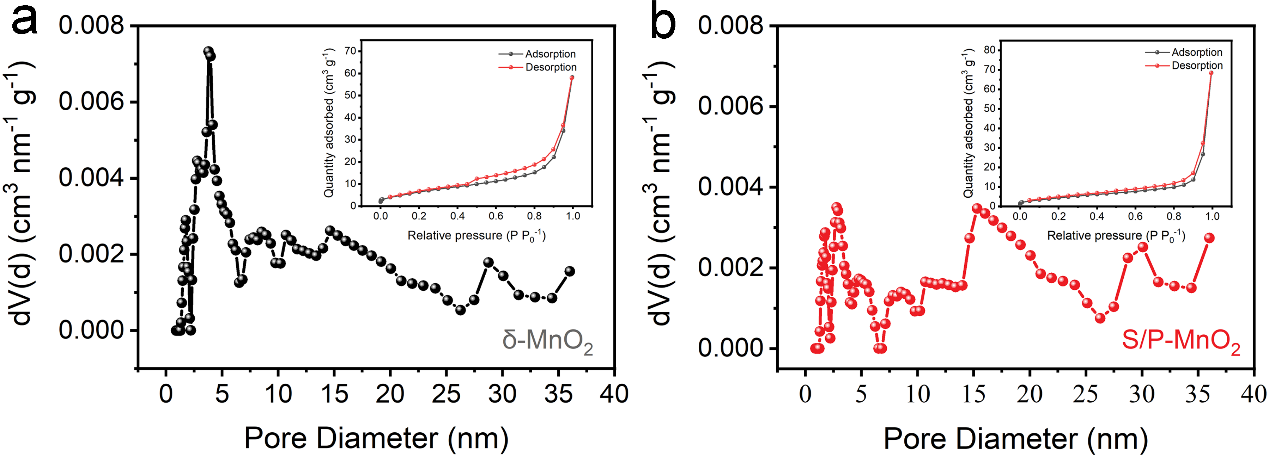 a
0.008
0.006
0.004
0.002
0.000
dV(d) (cm³ nm⁻¹ g⁻¹)
0 5 10 15 20 25 30 35 40
Pore Diameter (nm)
δ-MnO₂
Adsorption
Desorption
70
60
50
40
30
20
10
0
Quantity adsorbed (cm³ g⁻¹)
0.0 0.2 0.4 0.6 0.8 1.0
Relative pressure (P P₀⁻¹)
b
0.008
0.006
0.004
0.002
0.000
dV(d) (cm³ nm⁻¹ g⁻¹)
0 5 10 15 20 25 30 35 40
Pore Diameter (nm)
S/P-MnO₂
Adsorption
Desorption
80
70
60
50
40
30
20
10
0
Quantity adsorbed (cm³ g⁻¹)
0.0 0.2 0.4 0.6 0.8 1.0
Relative pressure (P P₀⁻¹)